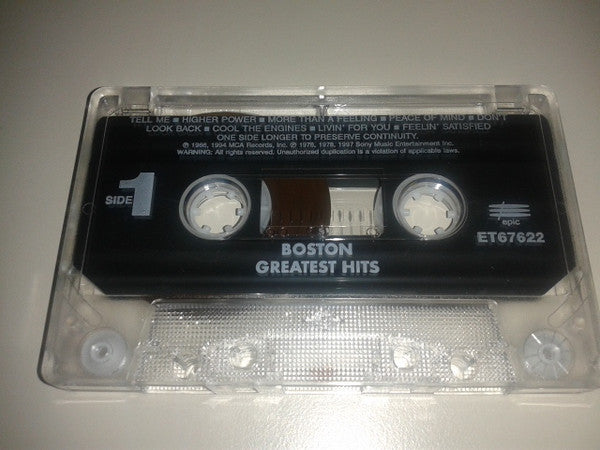 TELL ME ■ HIGHER POWER ■ MORE THAN A FEELING ■ PEACE OF MIND ■ DON'T
LOOK BACK ■ COOL THE ENGINES ■ LIVIN' FOR YOU ■ FEELIN' SATISFIED
ONE SIDE LONGER TO PRESERVE CONTINUITY.
℗ 1986, 1994 MCA Records, Inc. ℗ 1976, 1978, 1997 Sony Music Entertainment Inc.
WARNING: All rights reserved. Unauthorized duplication is a violation of applicable laws.
SIDE 1
epic
ET67622
BOSTON
GREATEST HITS